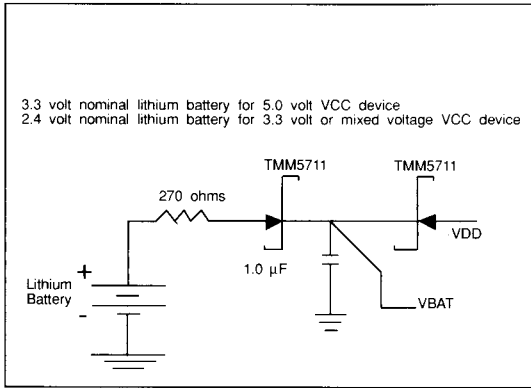 3.3 volt nominal lithium battery for 5.0 volt VCC device
2.4 volt nominal lithium battery for 3.3 volt or mixed voltage VCC device
TMM5711
TMM5711
270 ohms
VDD
1.0 µF
+
Lithium
Battery
-
VBAT